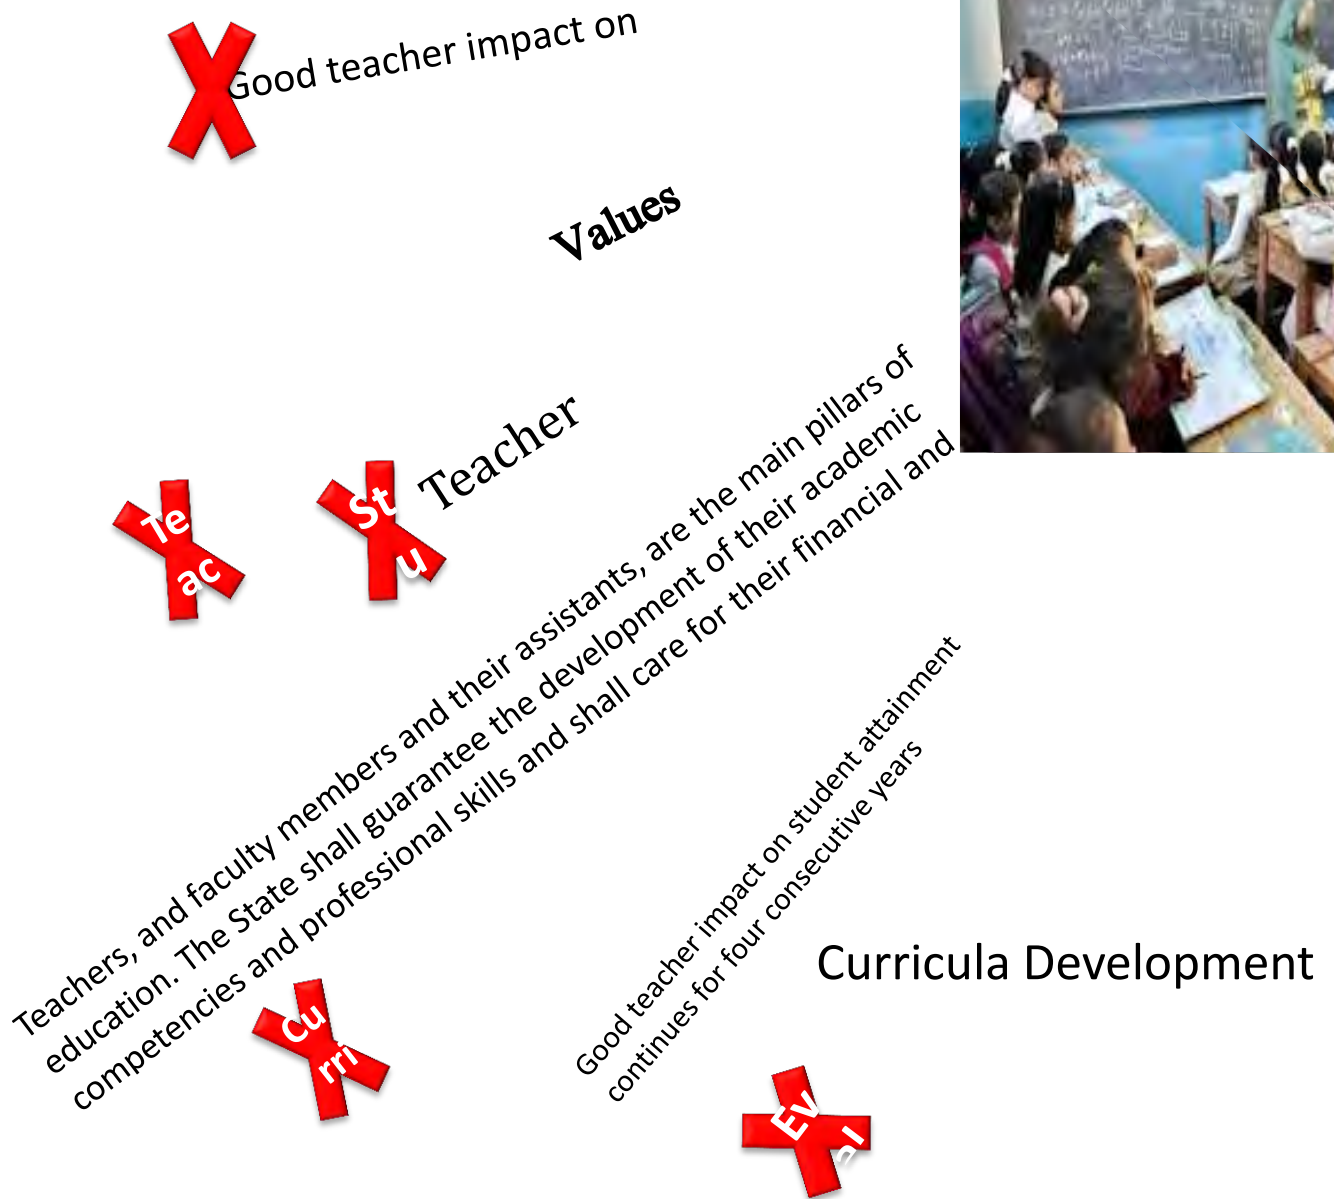 Good teacher impact on
Values
Teacher
Te
ac
St
u
Teachers, and faculty members and their assistants, are the main pillars of
education. The State shall guarantee the development of their academic
competencies and professional skills and shall care for their financial and
Good teacher impact on student attainment
continues for four consecutive years
Curricula Development
Cu
rri
Ev
al